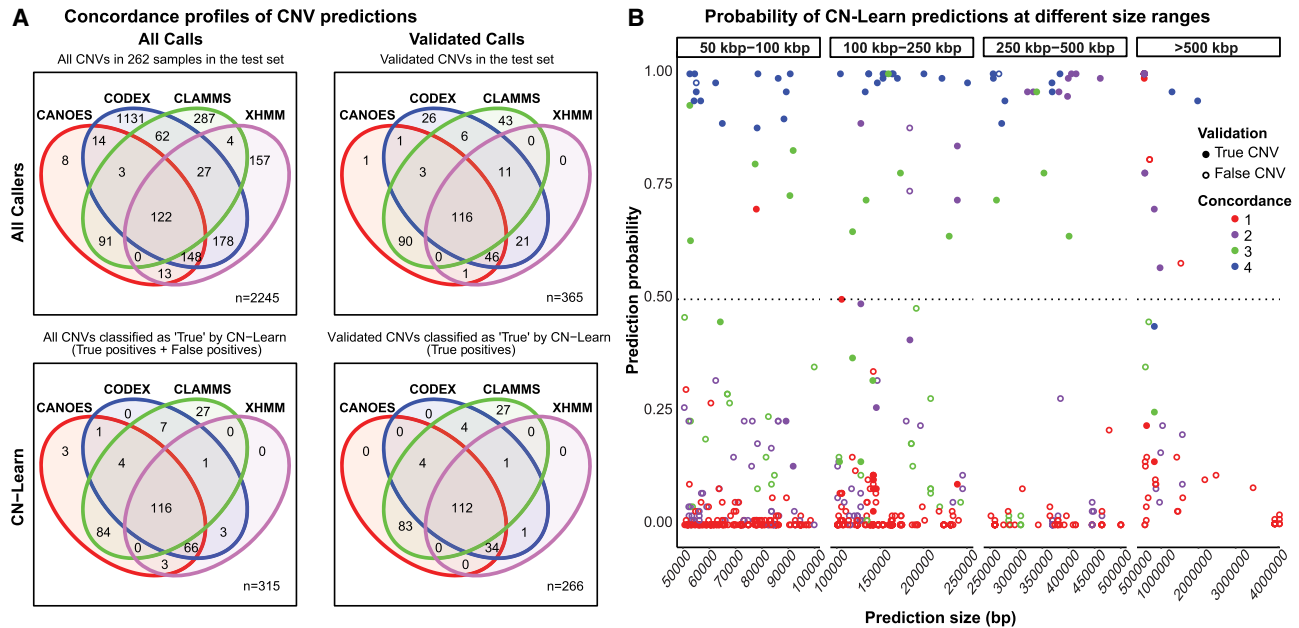 A
Concordance profiles of CNV predictions
All Calls
All CNVs in 262 samples in the test set
Validated Calls
Validated CNVs in the test set
All Callers
CODEX CLAMMS
CANOES XHMM
1131 287
14 62 4
8 157
3 27
122
91 178
0 148
13
n=2245
CODEX CLAMMS
CANOES XHMM
26 43
1 6 0
1 0
3 11
116
90 21
0 46
1
n=365
All CNVs classified as 'True' by CN−Learn
(True positives + False positives)
Validated CNVs classified as 'True' by CN−Learn
(True positives)
CN−Learn
CODEX CLAMMS
CANOES XHMM
0 27
1 7 0
3 0
4 1
116
84 3
0 66
3
n=315
CODEX CLAMMS
CANOES XHMM
0 27
0 4 0
0 0
4 1
112
83 1
0 34
0
n=266
B
Probability of CN-Learn predictions at different size ranges
50 kbp−100 kbp 100 kbp−250 kbp 250 kbp−500 kbp >500 kbp
Prediction probability
1.00
0.75
0.50
0.25
0.00
50000 60000 70000 80000 90000 100000
100000 150000 200000 250000
250000 300000 350000 400000 450000 500000
500000 1000000 2000000 3000000 4000000
Prediction size (bp)
Validation
True CNV
False CNV
Concordance
1
2
3
4